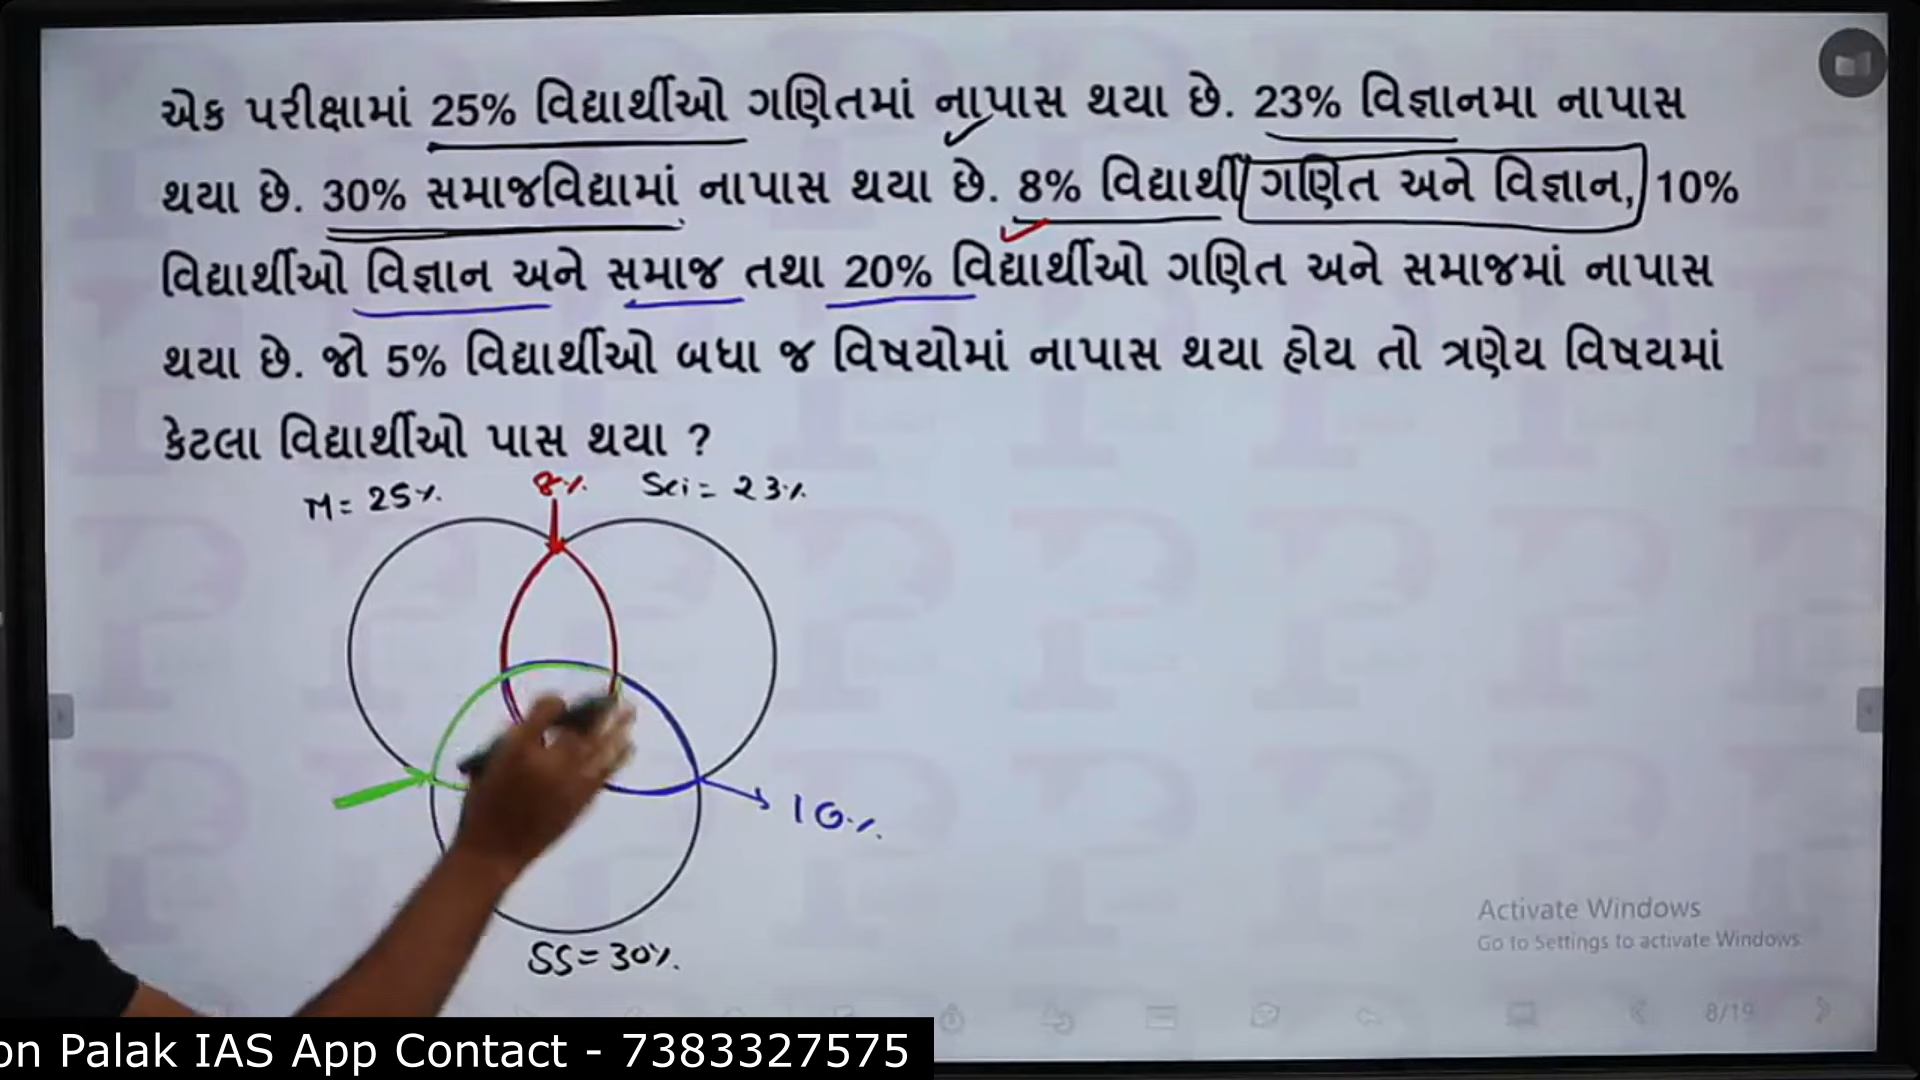 એક પરીક્ષામાં 25% વિદ્યાર્થીઓ ગણિતમાં નાપાસ થયા છે. 23% વિજ્ઞાનમા નાપાસ
થયા છે. 30% સમાજવિદ્યામાં નાપાસ થયા છે. 8% વિદ્યાર્થી ગણિત અને વિજ્ઞાન, 10%
વિદ્યાર્થીઓ વિજ્ઞાન અને સમાજ તથા 20% વિદ્યાર્થીઓ ગણિત અને સમાજમાં નાપાસ
થયા છે. જો 5% વિદ્યાર્થીઓ બધા જ વિષયોમાં નાપાસ થયા હોય તો ત્રણેય વિષયમાં
કેટલા વિદ્યાર્થીઓ પાસ થયા ?
M = 25% 8% Sci = 23%
10%
SS = 30%
Activate Windows
Go to Settings to activate Windows
8/19
on Palak IAS App Contact - 7383327575